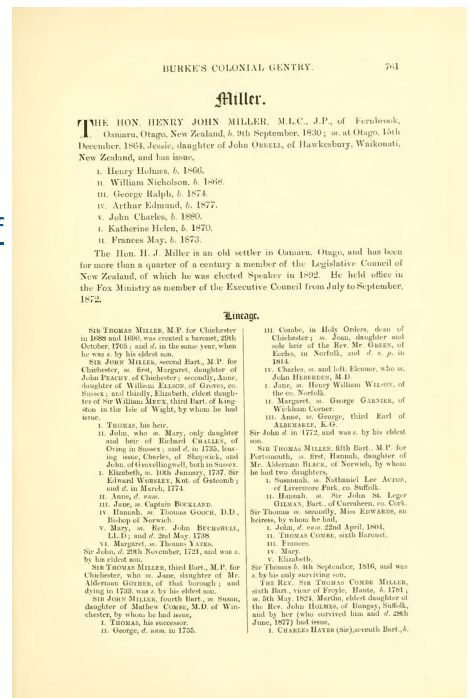 f
BURKE'S COLONIAL GENTRY.
761
Miller.
THE HON. HENRY JOHN MILLER, M.L.C., J.P., of Fernbrook,
Oamaru, Otago, New Zealand, b. 9th September, 1830; m. at Otago, 15th
December, 1864, Jessie, daughter of John ORBELL, of Hawkesbury, Waikonati,
New Zealand, and has issue,
I. Henry Holmes, b. 1866.
II. William Nicholson, b. 1868.
III. George Ralph, b. 1874.
IV. Arthur Edmund, b. 1877.
V. John Charles, b. 1880.
I. Katherine Helen, b. 1870.
II. Frances May, b. 1873.
The Hon. H. J. Miller is an old settler in Oamaru, Otago, and has been
for more than a quarter of a century a member of the Legislative Council of
New Zealand, of which he was elected Speaker in 1892. He held office in
the Fox Ministry as member of the Executive Council from July to September,
1872.
Lineage.
SIR THOMAS MILLER, M.P. for Chichester
in 1688 and 1690, was created a baronet, 29th
October, 1705; and d. in the same year, when
he was s. by his eldest son,
SIR JOHN MILLER, second Bart., M.P. for
Chichester, m. first, Margaret, daughter of
John PEACHY, of Chichester; secondly, Anne,
daughter of William ELLSON, of Groves, co.
Sussex; and thirdly, Elizabeth, eldest daugh-
ter of Sir William MEUX, third Bart. of King-
ston in the Isle of Wight, by whom he had
issue,
I. THOMAS, his heir.
II. John, who m. Mary, only daughter
and heir of Richard CHALLEN, of
Oving in Sussex; and d. in 1735, leav-
ing issue, Charles, of Shopwick, and
John, ofGinvellingwell, both in Sussex.
I. Elizabeth, m. 10th January, 1737, Sir
Edward WORSLEY, Knt. of Gatcomb;
and d. in March, 1774.
II. Anne, d. unm.
III. Jane, m. Captain BUCKLAND.
IV. Hannah, m. Thomas GOOCH, D.D.,
Bishop of Norwich.
V. Mary, m. Rev. John BUCKSHELL,
LL.D; and d. 2nd May, 1738.
VI. Margaret, m. Thomas YATES.
Sir John, d. 29th November, 1721, and was s.
by his eldest son,
SIR THOMAS MILLER, third Bart., M.P. for
Chichester, who m. Jane, daughter of Mr.
Alderman GOTHER, of that borough; and
dying in 1733, was s. by his eldest son,
SIR JOHN MILLER, fourth Bart., m. Susan,
daughter of Mathew COMBE, M.D. of Win-
chester, by whom he had issue,
I. THOMAS, his successor.
II. George, d. unm. in 1755.
III. Combe, in Holy Orders, dean of
Chichester; m. Joan, daughter and
sole heir of the Rev. Mr. GREEN, of
Eccles, in Norfolk, and d. s. p. in
1814.
IV. Charles, m. and left, Eleanor, who m.
John HEBERDEN, M.D.
I. Jane, m. Henry William WILSON, of
the co. Norfolk.
II. Margaret, m. George GARNIER, of
Wickham Corner.
III. Anne, m. George, third Earl of
ALBEMARLE, K.G.
Sir John d. in 1772, and was s. by his eldest
son.
SIR THOMAS MILLER, fifth Bart., M.P. for
Portsmouth, m. first, Hannah, daughter of
Mr. Alderman BLACK, of Norwich, by whom
he had two daughters,
I. Susannah, m. Nathaniel Lee ACTON,
of Livermore Park, co. Suffolk.
II. Hannah, m. Sir John St. Leger
GILMAN, Bart., of Curraheen, co. Cork.
Sir Thomas m. secondly, Miss EDWARDS, an
heiress, by whom he had,
I. John, d. unm. 22nd April, 1804.
II. THOMAS COMBE, sixth Baronet.
III. Frances.
IV. Mary.
V. Elizabeth.
Sir Thomas d. 4th September, 1816, and was
s. by his only surviving son,
THE REV. SIR THOMAS COMBE MILLER,
sixth Bart., vicar of Froyle, Hants, b. 1781;
m. 5th May, 1824, Martha, eldest daughter of
the Rev. John HOLMES, of Bungay, Suffolk,
and by her (who survived him and d. 28th
June, 1877) had issue,
I. CHARLES HAYES (Sir), seventh Bart., b.